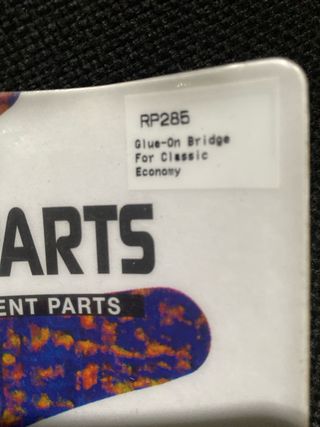 RP285
Glue-On Bridge
For Classic
Economy
ARTS
ENT PARTS